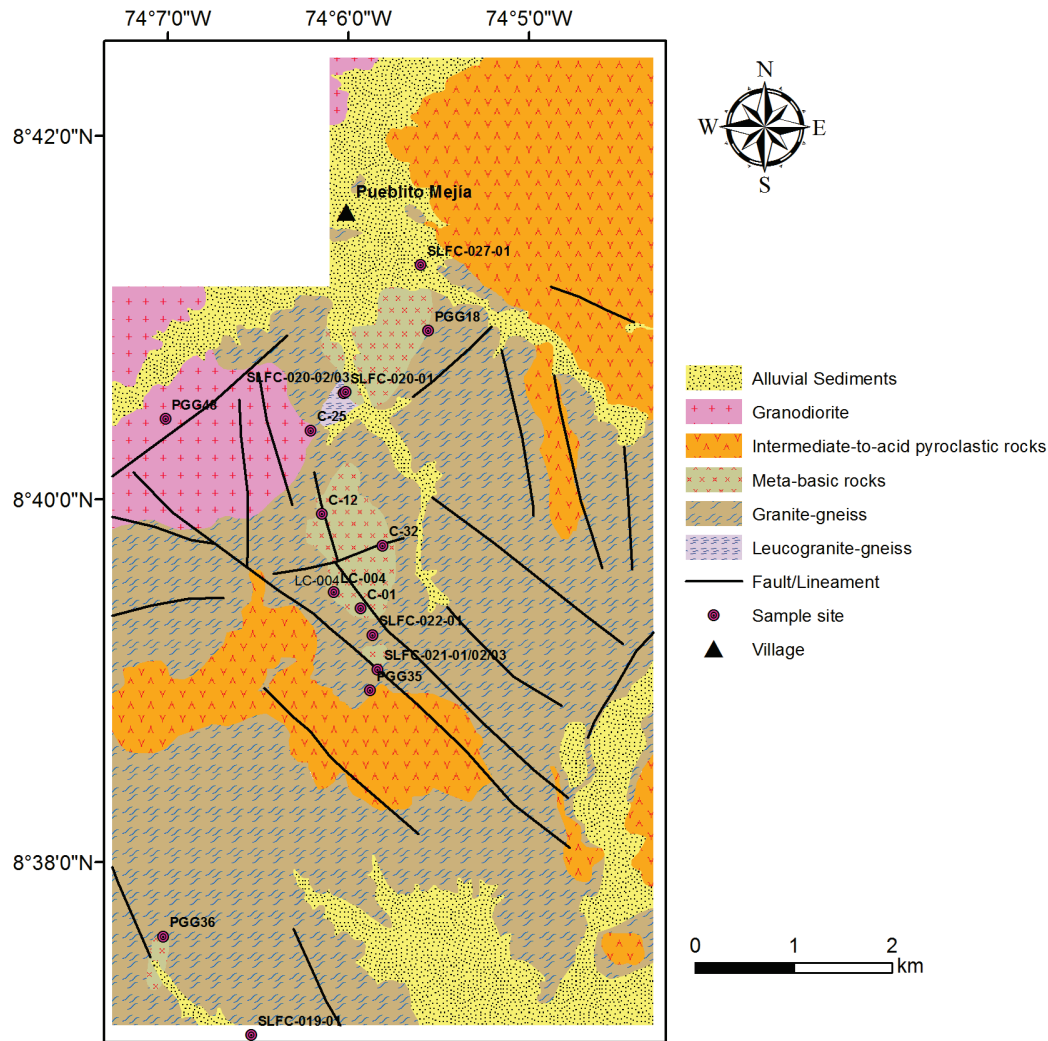 74°7'0"W
74°6'0"W
74°5'0"W
8°42'0"N
8°40'0"N
8°38'0"N
Pueblito Mejía
SLFC-027-01
PGG18
SLFC-020-02/03
SLFC-020-01
PGG48
C-25
C-12
C-32
LC-004
LC-004
C-01
SLFC-022-01
SLFC-021-01/02/03
PGG35
PGG36
SLFC-019-01
N
W
E
S
Alluvial Sediments
Granodiorite
Intermediate-to-acid pyroclastic rocks
Meta-basic rocks
Granite-gneiss
Leucogranite-gneiss
Fault/Lineament
Sample site
Village
0 1 2
km